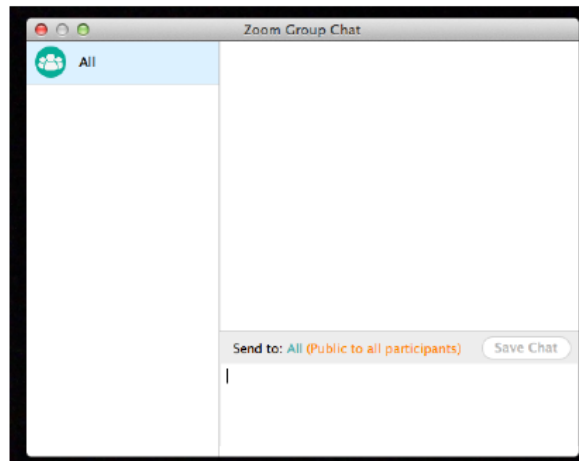 Zoom Group Chat
All
Send to: All (Public to all participants) Save Chat